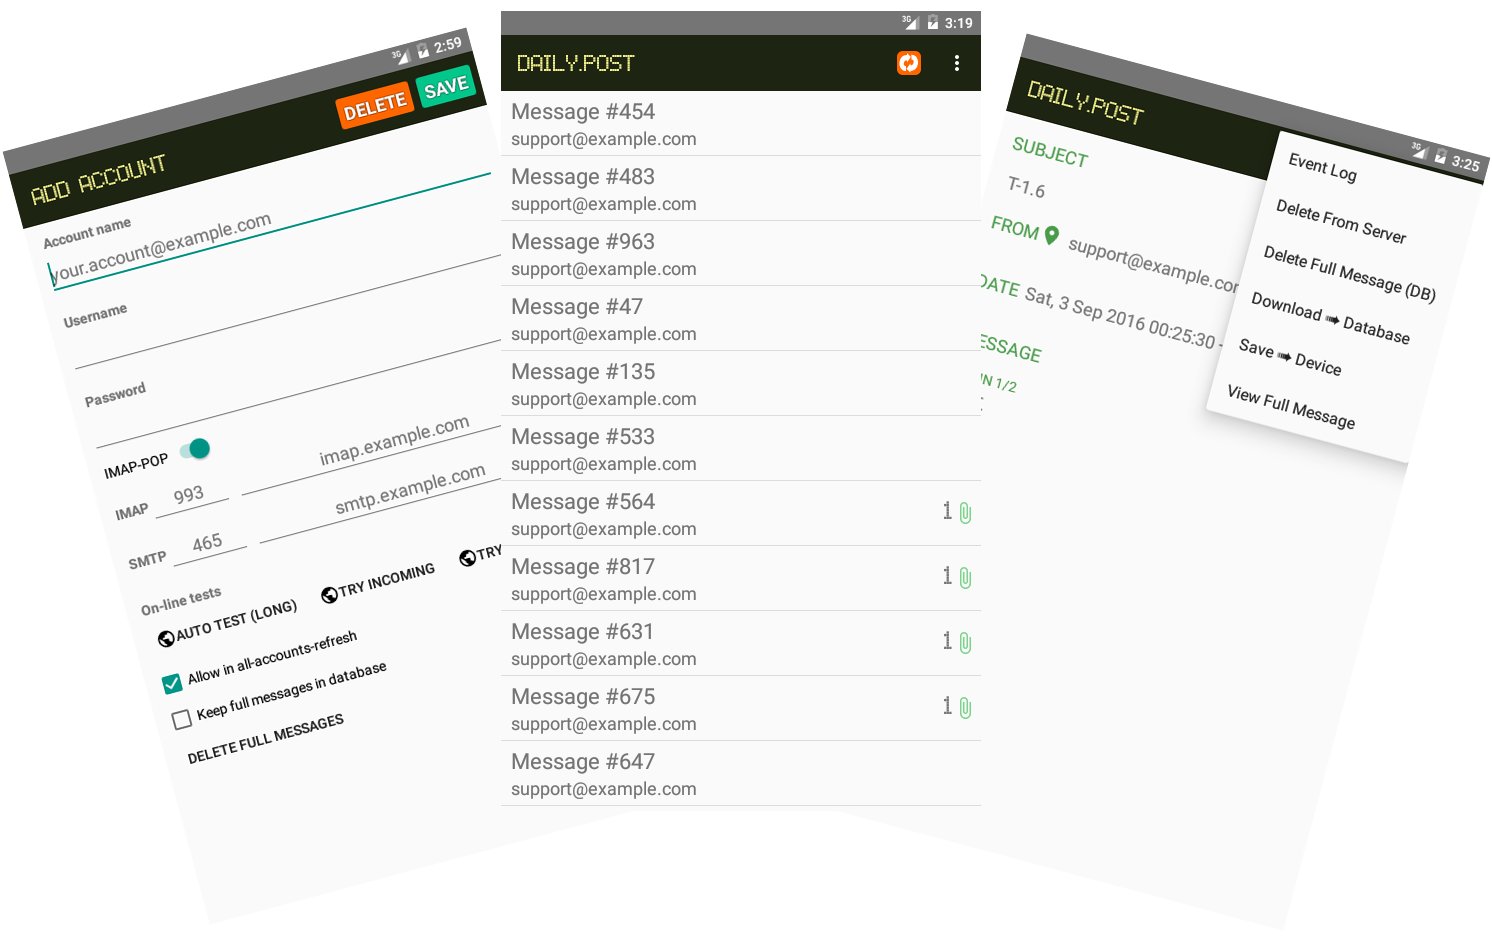 3G 2:59
DELETE SAVE
ADD ACCOUNT
Account name
your.account@example.com
Username
Password
IMAP-POP
IMAP 993 imap.example.com
SMTP 465 smtp.example.com
On-line tests
AUTO TEST (LONG) TRY INCOMING TRY
Allow in all-accounts-refresh
Keep full messages in database
DELETE FULL MESSAGES
3G 3:19
DAILY.POST
Message #454
support@example.com
Message #483
support@example.com
Message #963
support@example.com
Message #47
support@example.com
Message #135
support@example.com
Message #533
support@example.com
Message #564
1
support@example.com
Message #817
1
support@example.com
Message #631
1
support@example.com
Message #675
1
support@example.com
Message #647
support@example.com
3G 3:25
DAILY.POST
SUBJECT
T-1.6
FROM support@example.cor
DATE Sat, 3 Sep 2016 00:25:30 -
ESSAGE
IN 1/2
Event Log
Delete From Server
Delete Full Message (DB)
Download ➟ Database
Save ➟ Device
View Full Message